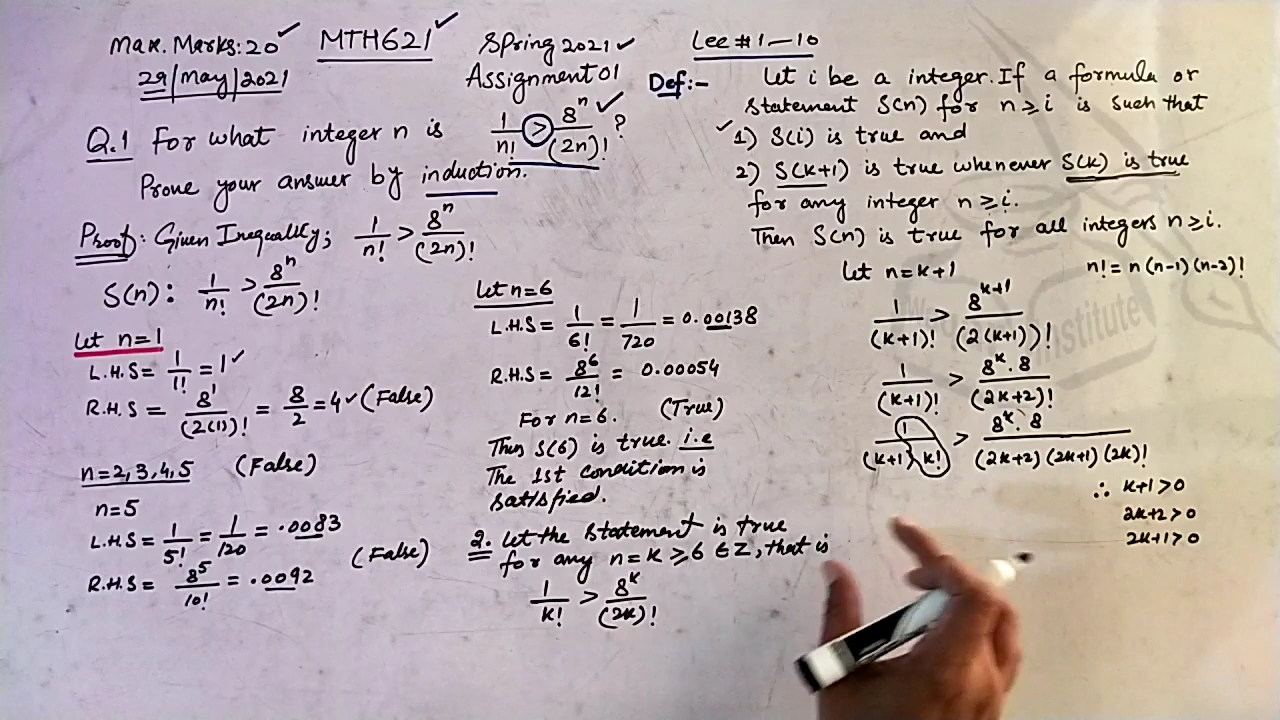 Max. Marks: 20 ✓ MTH621 ✓ Spring 2021 ✓ Lec # 1-10
29/May/2021 Assignment 01
Q.1 For what integer n is 1/n! > 8^n/(2n)! ✓ ?
Prove your answer by induction.
Proof: Given Inequality; 1/n! > 8^n/(2n)!
S(n): 1/n! > 8^n/(2n)!
Let n=1
L.H.S = 1/1! = 1 ✓
R.H.S = 8^1/(2(1))! = 8/2 = 4 ✓ (False)
n=2,3,4,5 (False)
n=5
L.H.S = 1/5! = 1/120 = .0083
(False)
R.H.S = 8^5/10! = .0092
Let n=6
L.H.S = 1/6! = 1/720 = 0.00138
R.H.S = 8^6/12! = 0.00054
For n=6. (True)
Thus S(6) is true. i.e
The 1st condition is
satisfied.
2. Let the statement is true
for any n=k ≥ 6 ∈ Z, that is
1/k! > 8^k/(2k)!
Def:- Let i be a integer. If a formula or
statement S(n) for n ≥ i is such that
✓ 1) S(i) is true and
2) S(k+1) is true whenever S(k) is true
for any integer n ≥ i.
Then S(n) is true for all integers n ≥ i.
Let n=k+1 n! = n(n-1)(n-2)!
1/(k+1)! > 8^{k+1}/(2(k+1))!
1/(k+1)! > 8^k.8/(2k+2)!
1/(k+1)k! > 8^k.8/(2k+2)(2k+1)(2k)!
∴ k+1>0
2k+2>0
2k+1>0
institute